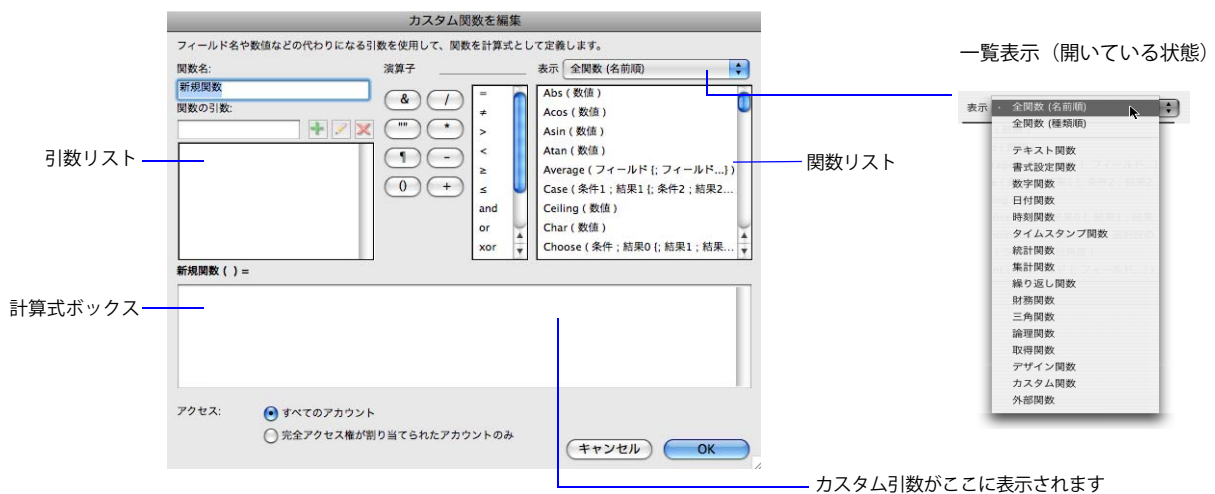 カスタム関数を編集
フィールド名や数値などの代わりになる引数を使用して、関数を計算式として定義します。
関数名:
新規関数
関数の引数:
演算子
& /
"" *
¶ -
() +
=
≠
>
<
≥
≤
and
or
xor
表示 全関数 (名前順)
Abs ( 数値 )
Acos ( 数値 )
Asin ( 数値 )
Atan ( 数値 )
Average ( フィールド {; フィールド...} )
Case ( 条件1 ; 結果1 {; 条件2 ; 結果2...
Ceiling ( 数値 )
Char ( 数値 )
Choose ( 条件 ; 結果0 {; 結果1 ; 結果...
新規関数 ( ) =
アクセス:
すべてのアカウント
完全アクセス権が割り当てられたアカウントのみ
キャンセル
OK
引数リスト
計算式ボックス
関数リスト
カスタム引数がここに表示されます
一覧表示（開いている状態）
表示
全関数 (名前順)
全関数 (種類順)
テキスト関数
書式設定関数
数字関数
日付関数
時刻関数
タイムスタンプ関数
統計関数
集計関数
繰り返し関数
財務関数
三角関数
論理関数
取得関数
デザイン関数
カスタム関数
外部関数